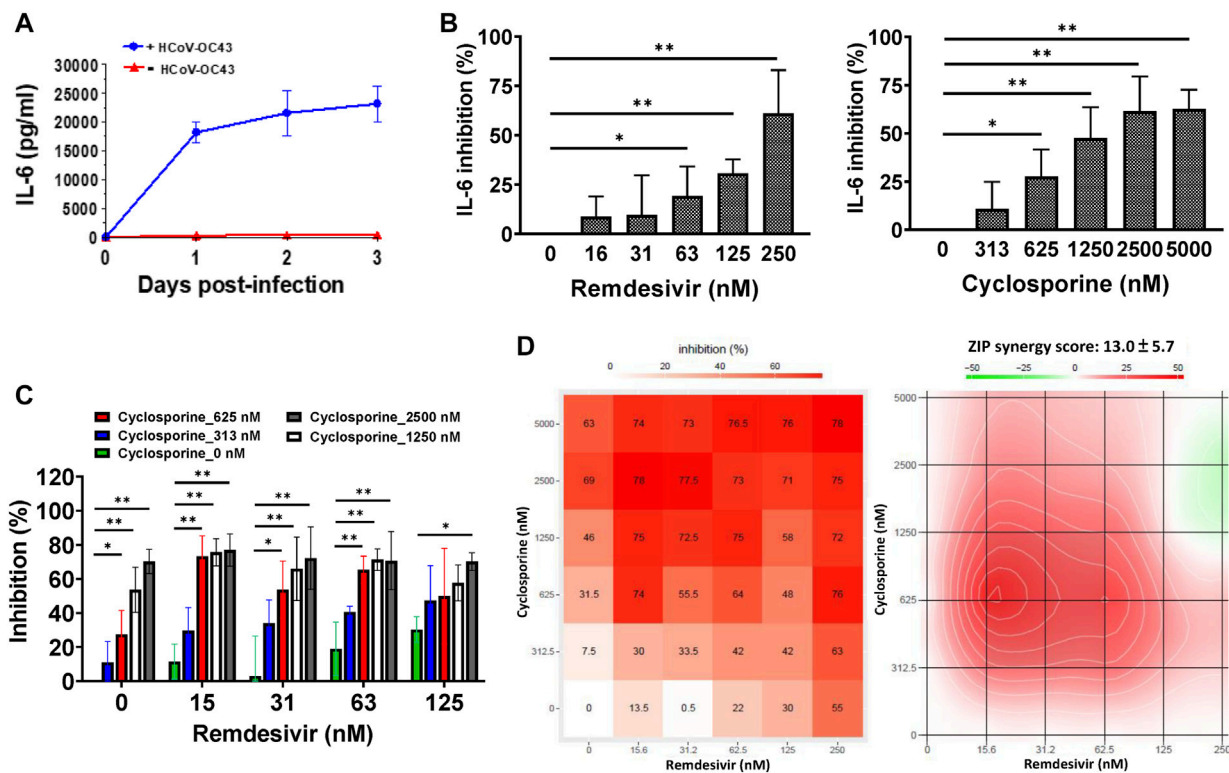 A
+ HCoV-OC43
- HCoV-OC43
30000
25000
20000
15000
10000
5000
0
IL-6 (pg/ml)
0 1 2 3
Days post-infection
B
100
75
50
25
0
IL-6 inhibition (%)
**
**
*
0 16 31 63 125 250
Remdesivir (nM)
100
75
50
25
0
IL-6 inhibition (%)
**
**
**
*
0 313 625 1250 2500 5000
Cyclosporine (nM)
C
Cyclosporine_625 nM
Cyclosporine_2500 nM
Cyclosporine_313 nM
Cyclosporine_1250 nM
Cyclosporine_0 nM
120
100
80
60
40
20
0
Inhibition (%)
** ** ** **
** ** ** ** *
* ** * **
0 15 31 63 125
Remdesivir (nM)
D
inhibition (%)
0 20 40 60
5000 63 74 73 76.5 76 78
2500 69 78 77.5 73 71 75
1250 46 75 72.5 75 58 72
625 31.5 74 55.5 64 48 76
312.5 7.5 30 33.5 42 42 63
0 0 13.5 0.5 22 30 55
Cyclosporine (nM)
0 15.6 31.2 62.5 125 250
Remdesivir (nM)
ZIP synergy score: 13.0 ± 5.7
−50 −25 0 25 50
5000
2500
1250
625
312.5
0
Cyclosporine (nM)
0 15.6 31.2 62.5 125 250
Remdesivir (nM)